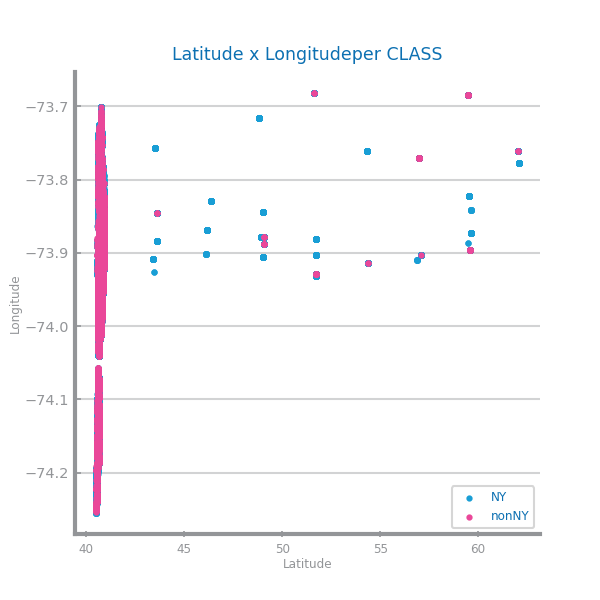 Latitude x Longitudeper CLASS
−73.7
−73.8
−73.9
−74.0
−74.1
−74.2
Longitude
40 45 50 55 60
Latitude
NY
nonNY